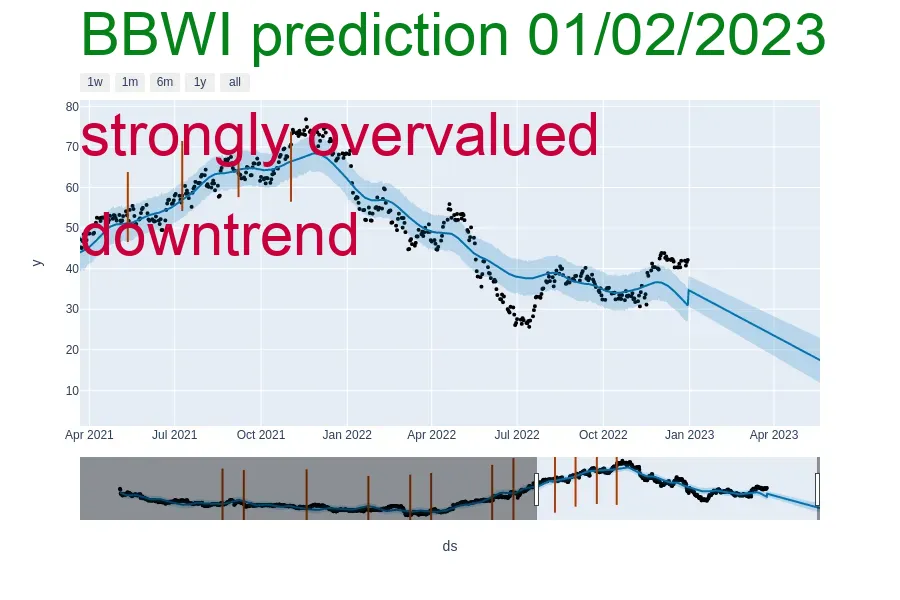 BBWI prediction 01/02/2023
1w 1m 6m 1y all
strongly overvalued
downtrend
80
70
60
50
40
30
20
10
y
Apr 2021 Jul 2021 Oct 2021 Jan 2022 Apr 2022 Jul 2022 Oct 2022 Jan 2023 Apr 2023
ds